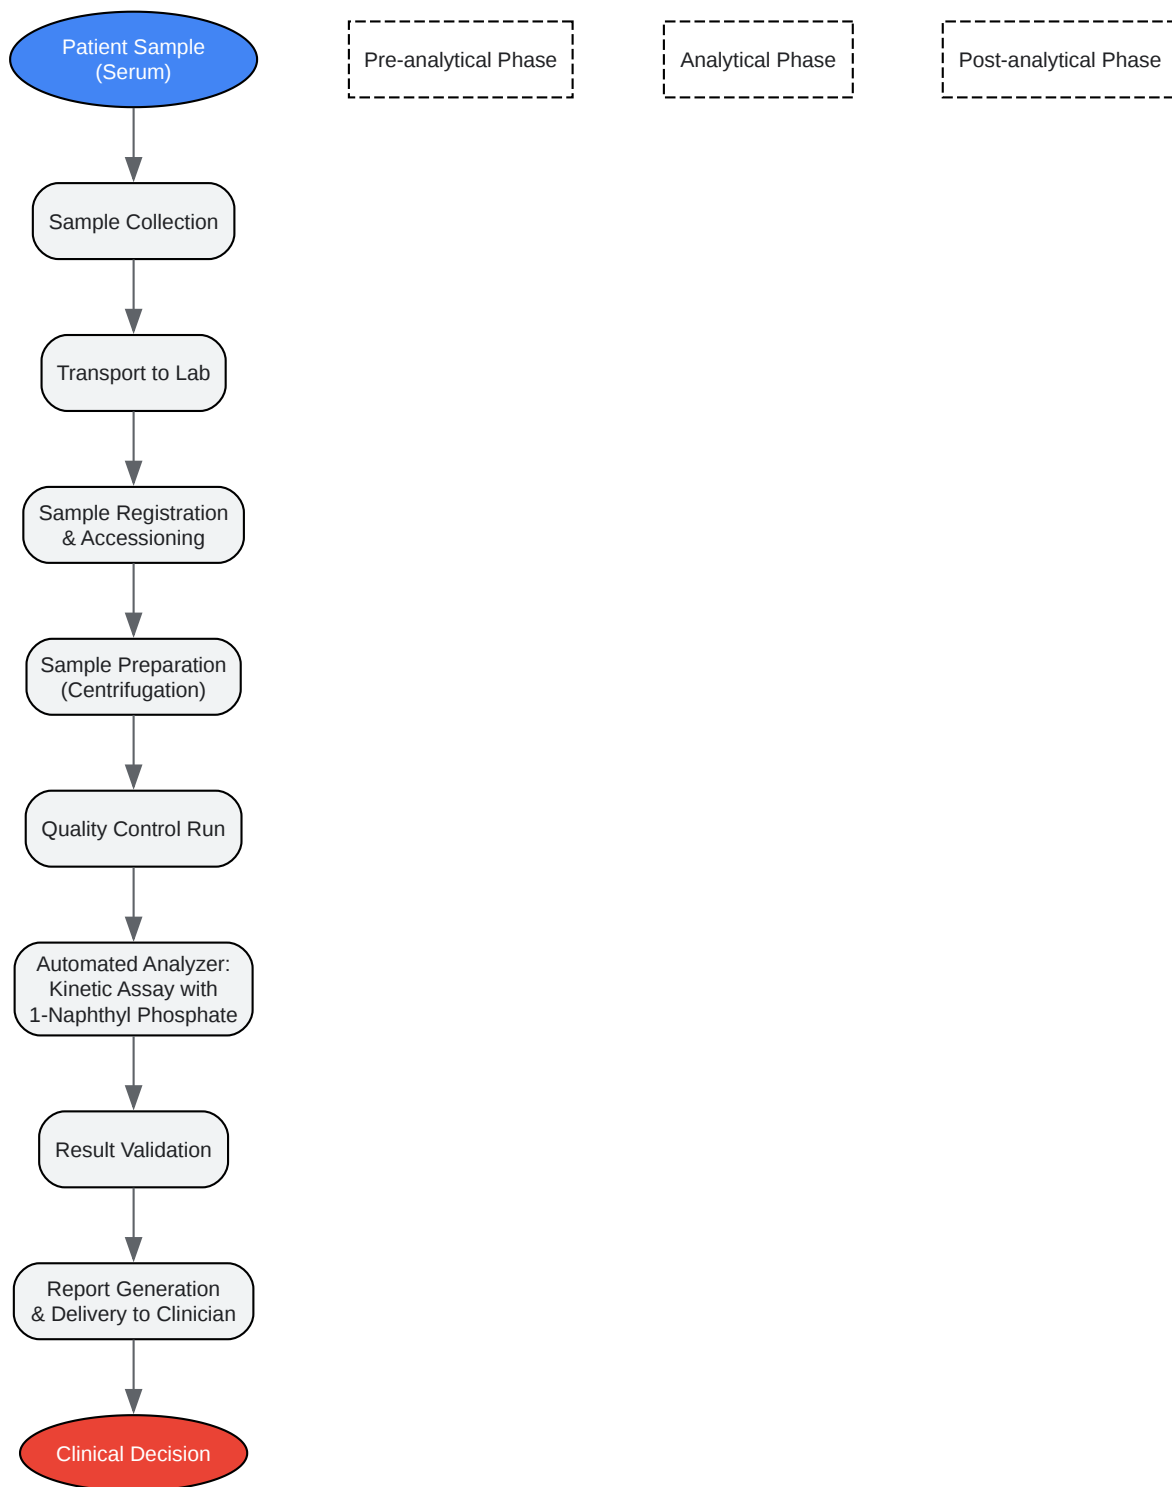 Patient Sample
(Serum)
Pre-analytical Phase
Analytical Phase
Post-analytical Phase
Sample Collection
Transport to Lab
Sample Registration
& Accessioning
Sample Preparation
(Centrifugation)
Quality Control Run
Automated Analyzer:
Kinetic Assay with
1-Naphthyl Phosphate
Result Validation
Report Generation
& Delivery to Clinician
Clinical Decision